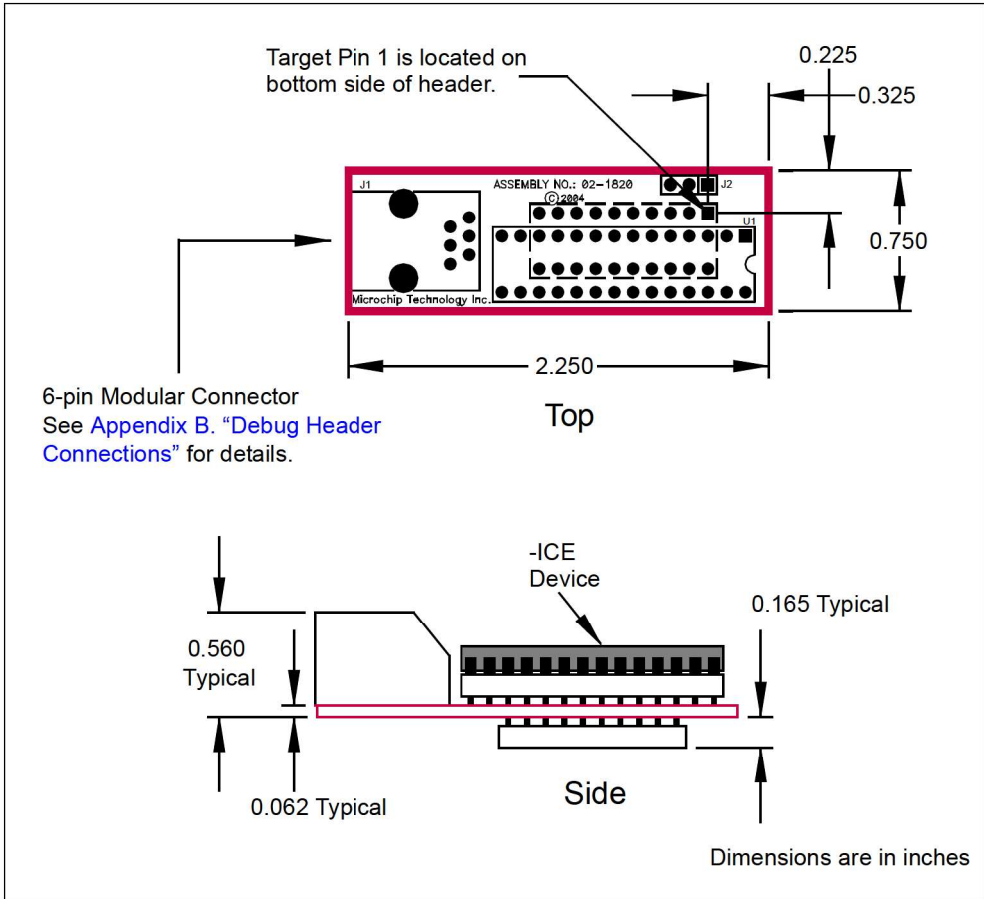 Target Pin 1 is located on
bottom side of header.
0.225
0.325
J1
ASSEMBLY NO.: 02-1820
J2
©2004
U1
0.750
Microchip Technology Inc.
2.250
6-pin Modular Connector
See Appendix B. “Debug Header
Connections” for details.
Top
-ICE
Device
0.165 Typical
0.560
Typical
0.062 Typical
Side
Dimensions are in inches